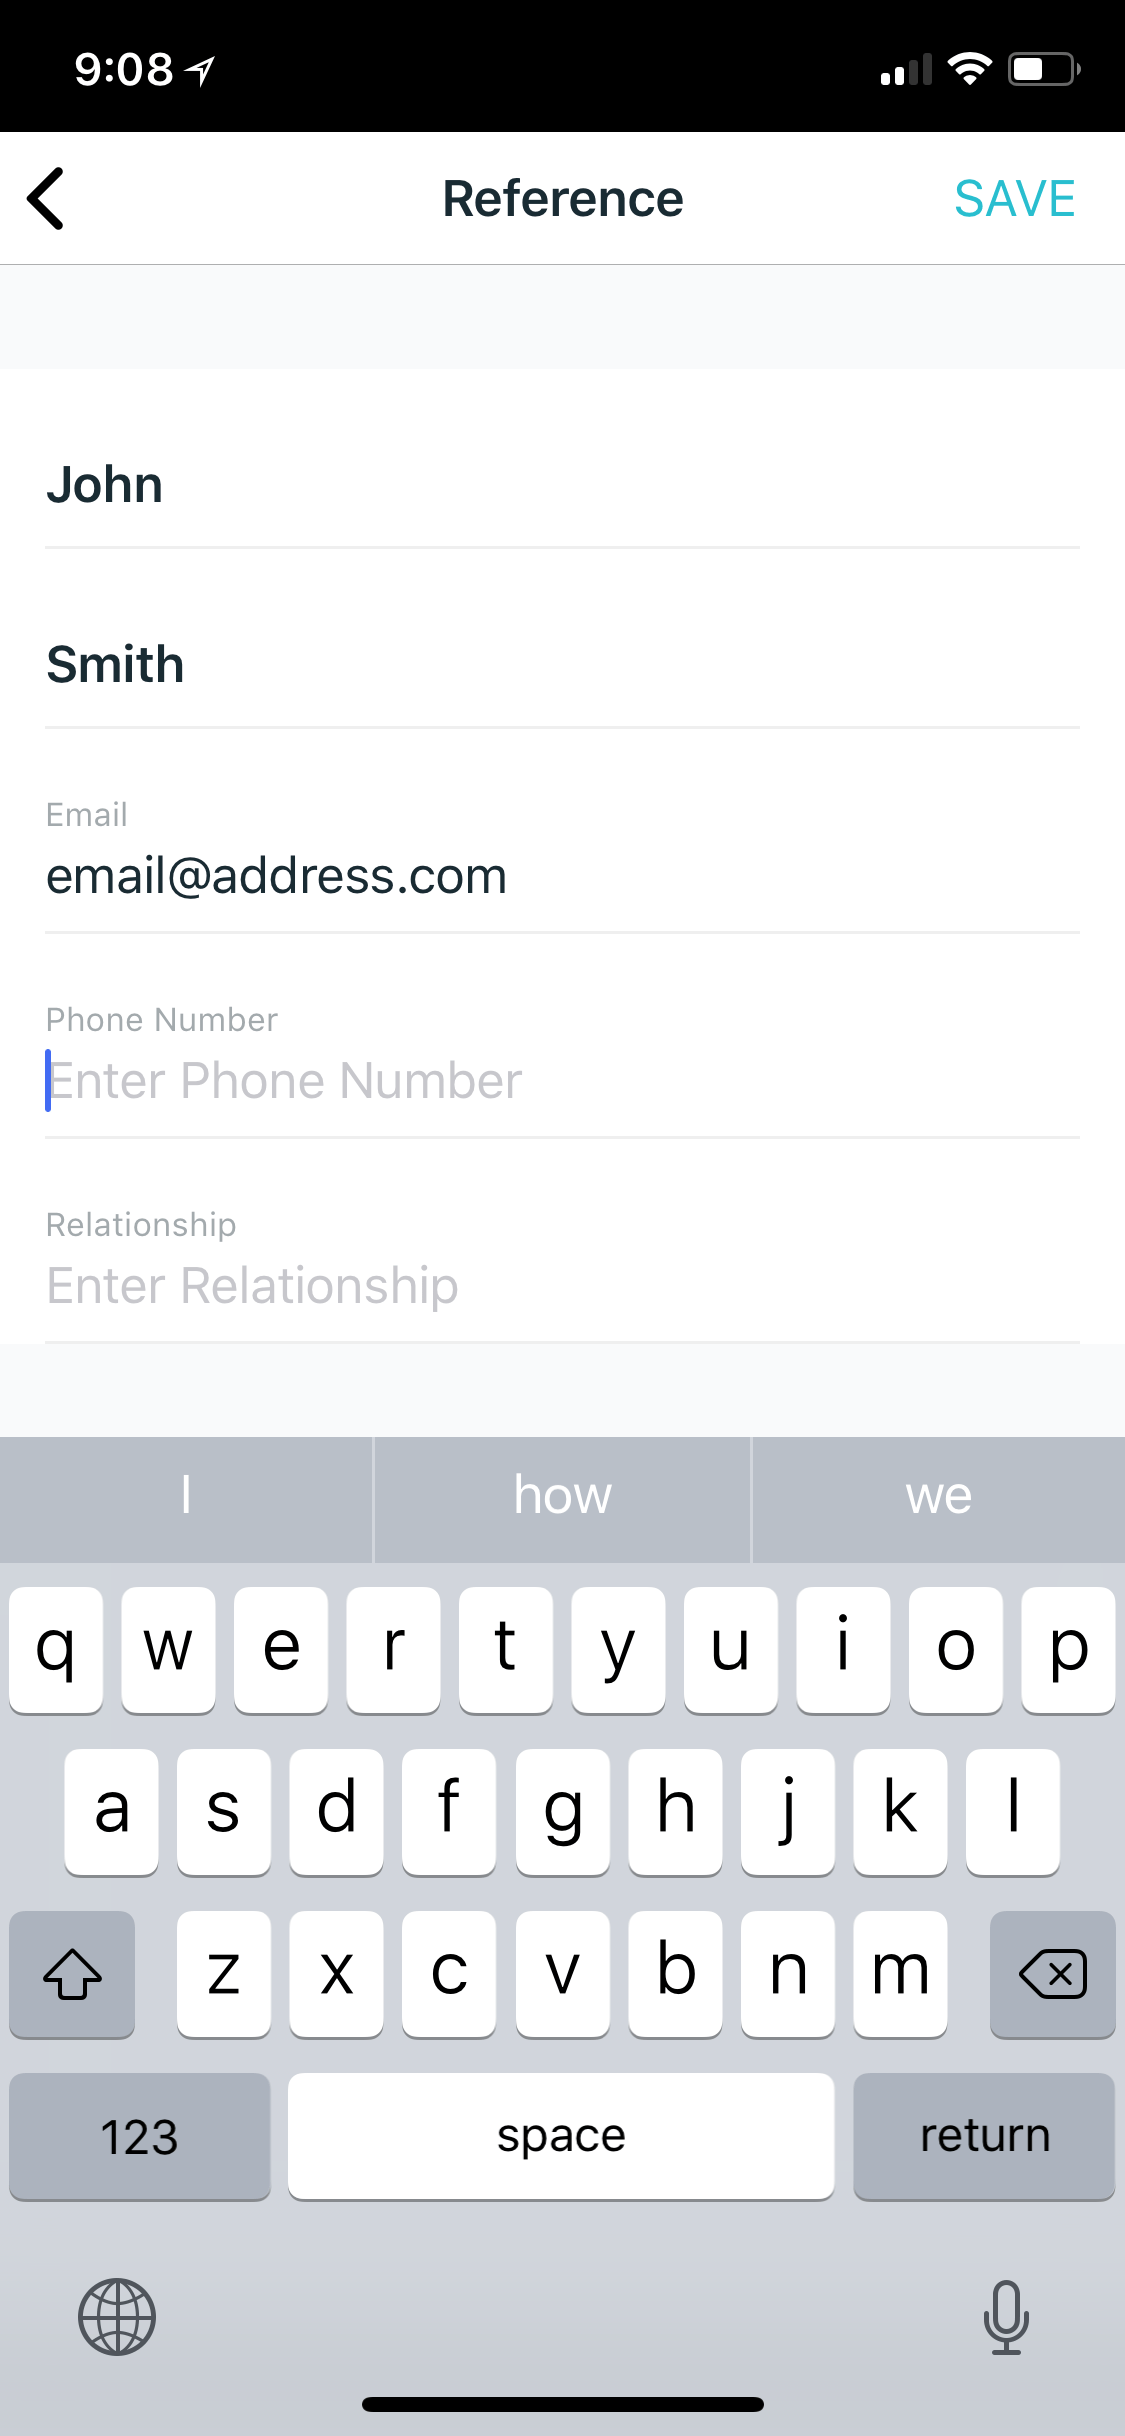 9:08
Reference SAVE
John
Smith
Email
email@address.com
Phone Number
Enter Phone Number
Relationship
Enter Relationship
I how we
q w e r t y u i o p
a s d f g h j k l
z x c v b n m
123 space return